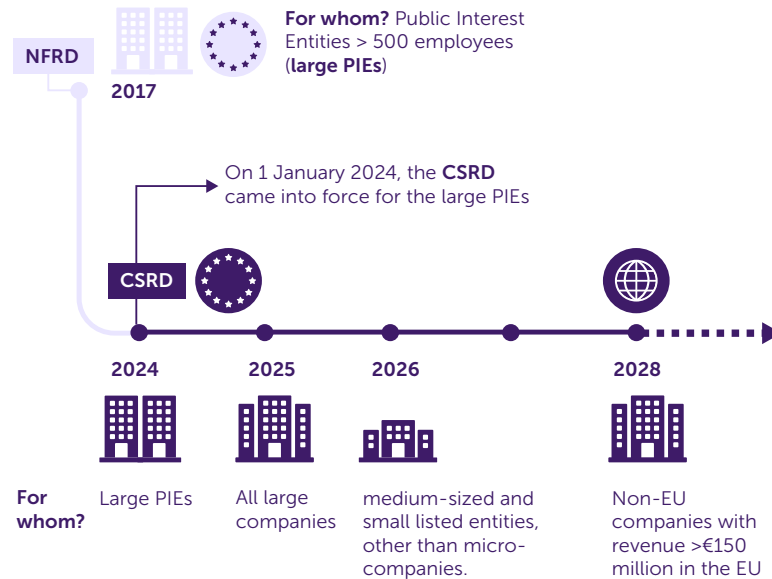 NFRD
2017
For whom? Public Interest
Entities > 500 employees
(large PIEs)
On 1 January 2024, the CSRD
came into force for the large PIEs
CSRD
2024
2025
2026
2028
For
whom?
Large PIEs
All large
companies
medium-sized and
small listed entities,
other than micro-
companies.
Non-EU
companies with
revenue >€150
million in the EU